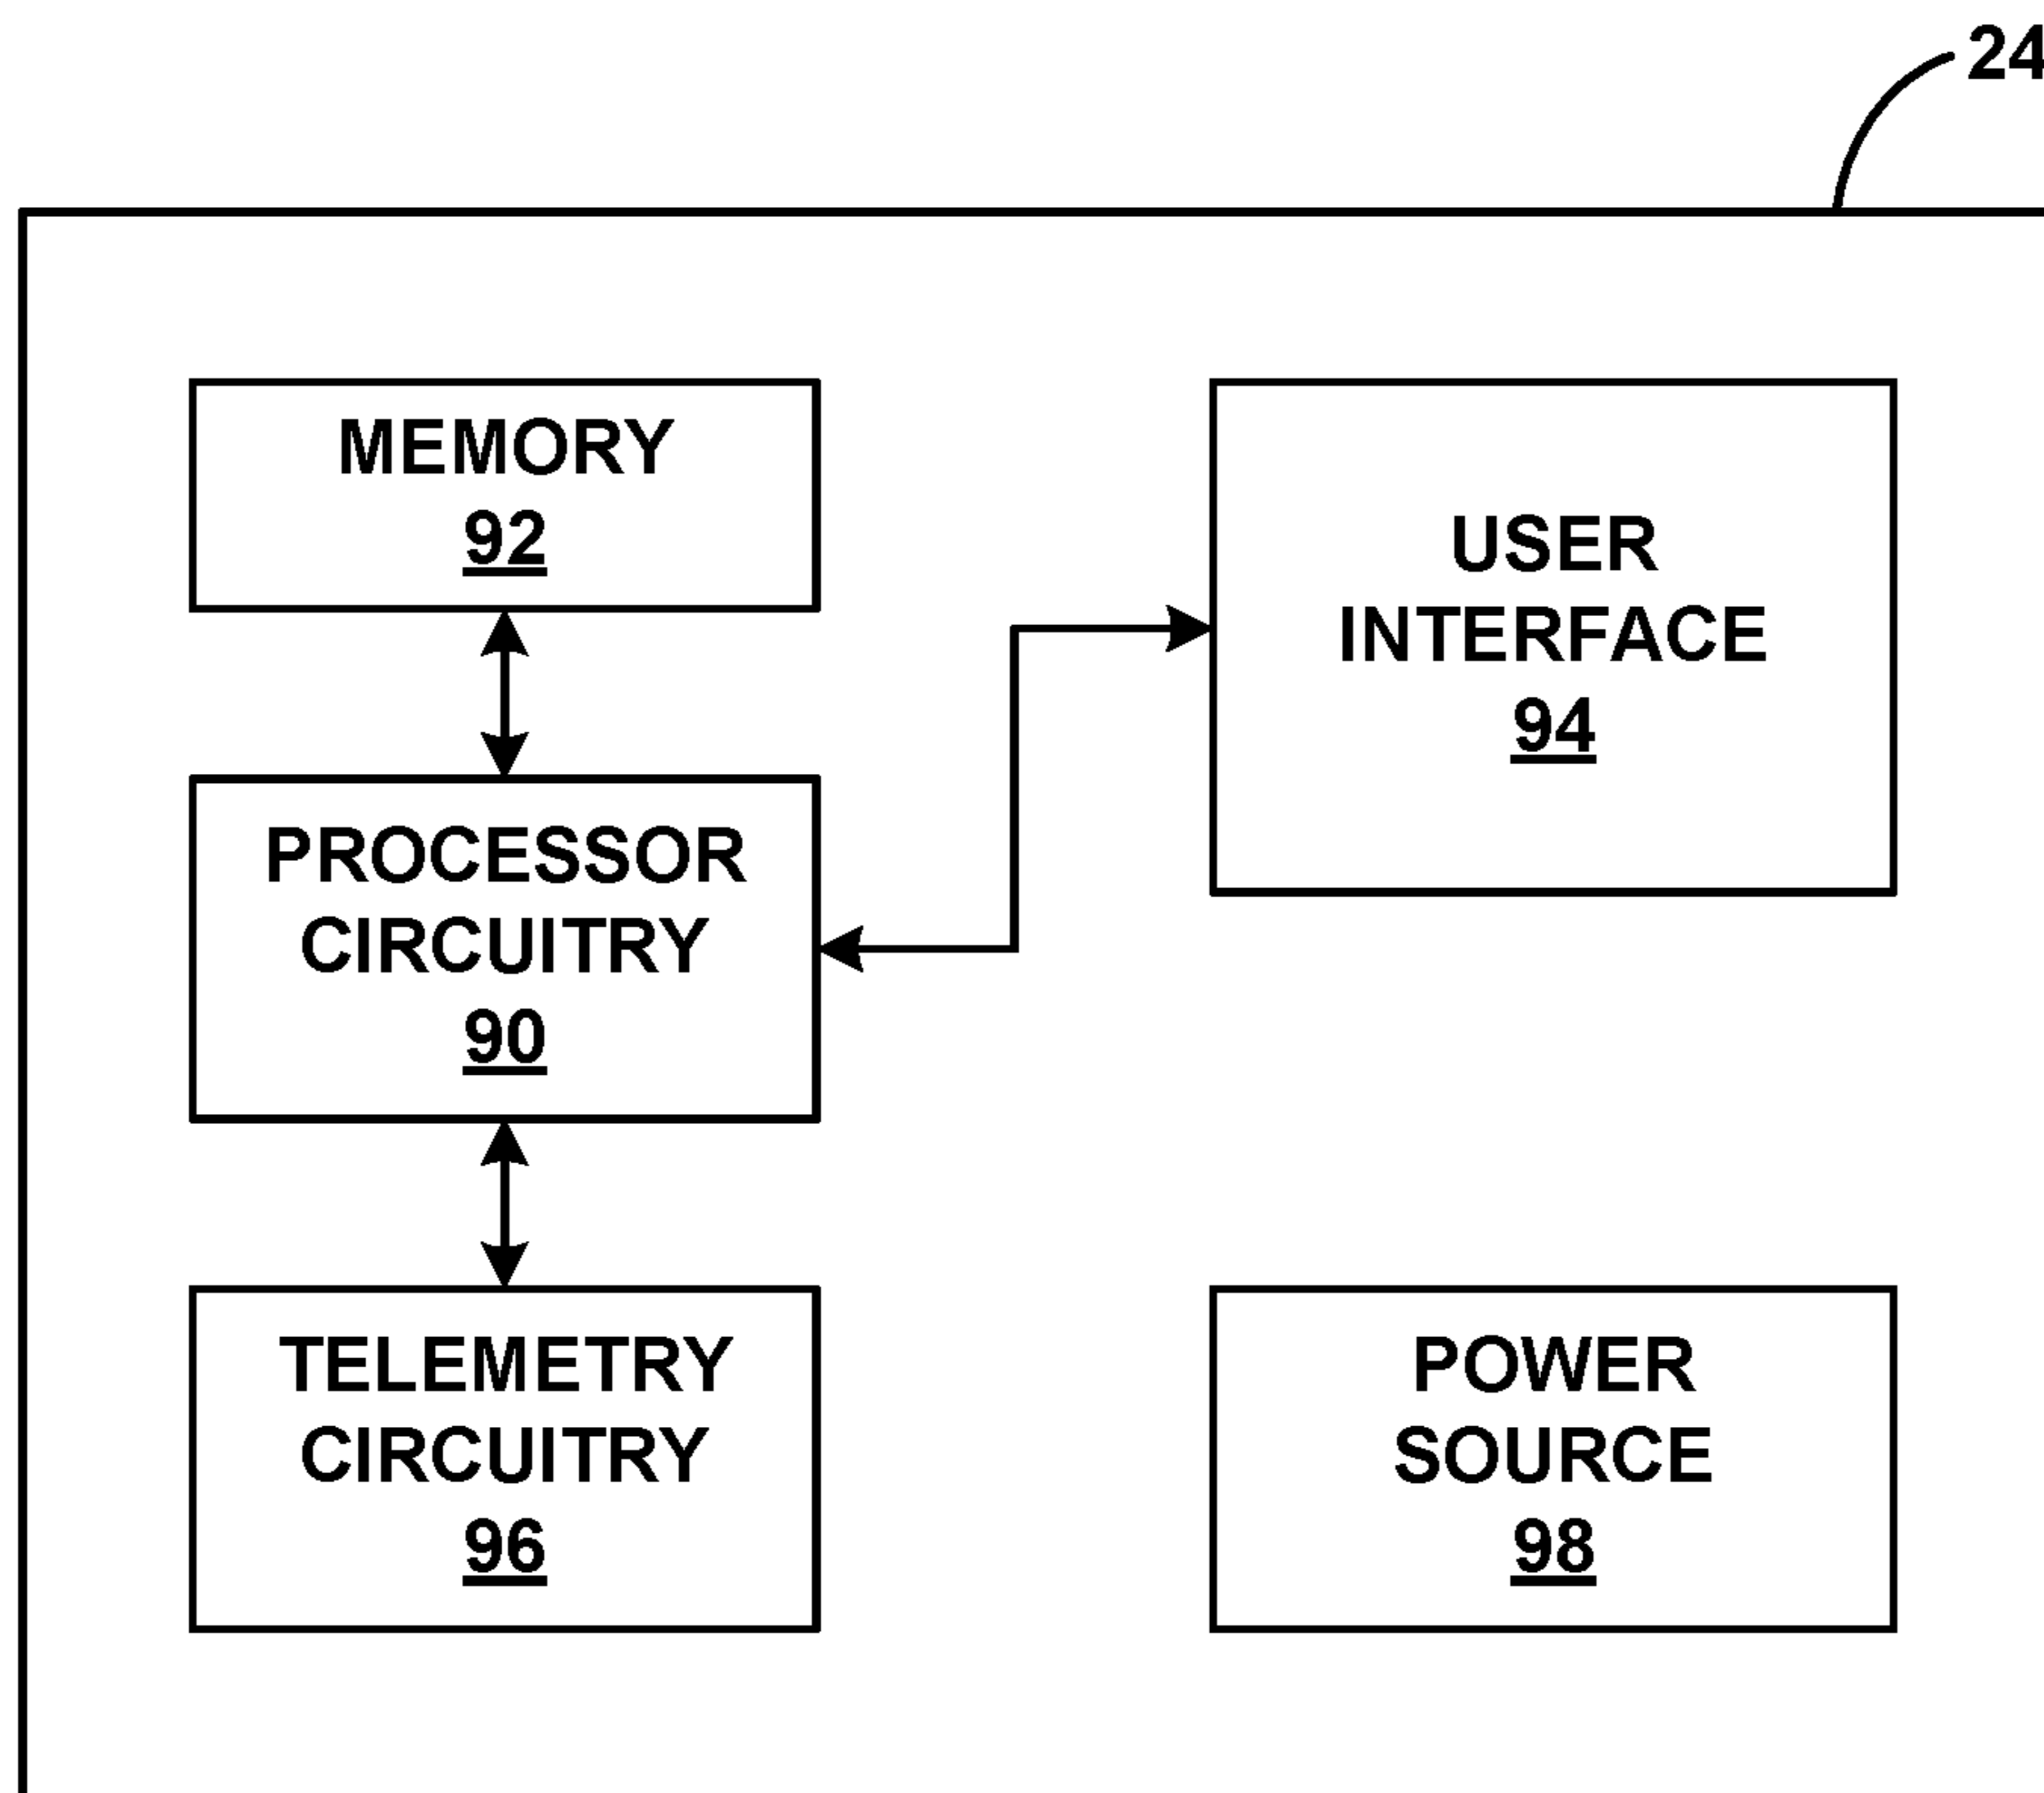 24
MEMORY
92
USER
INTERFACE
94
PROCESSOR
CIRCUITRY
90
TELEMETRY
CIRCUITRY
96
POWER
SOURCE
98